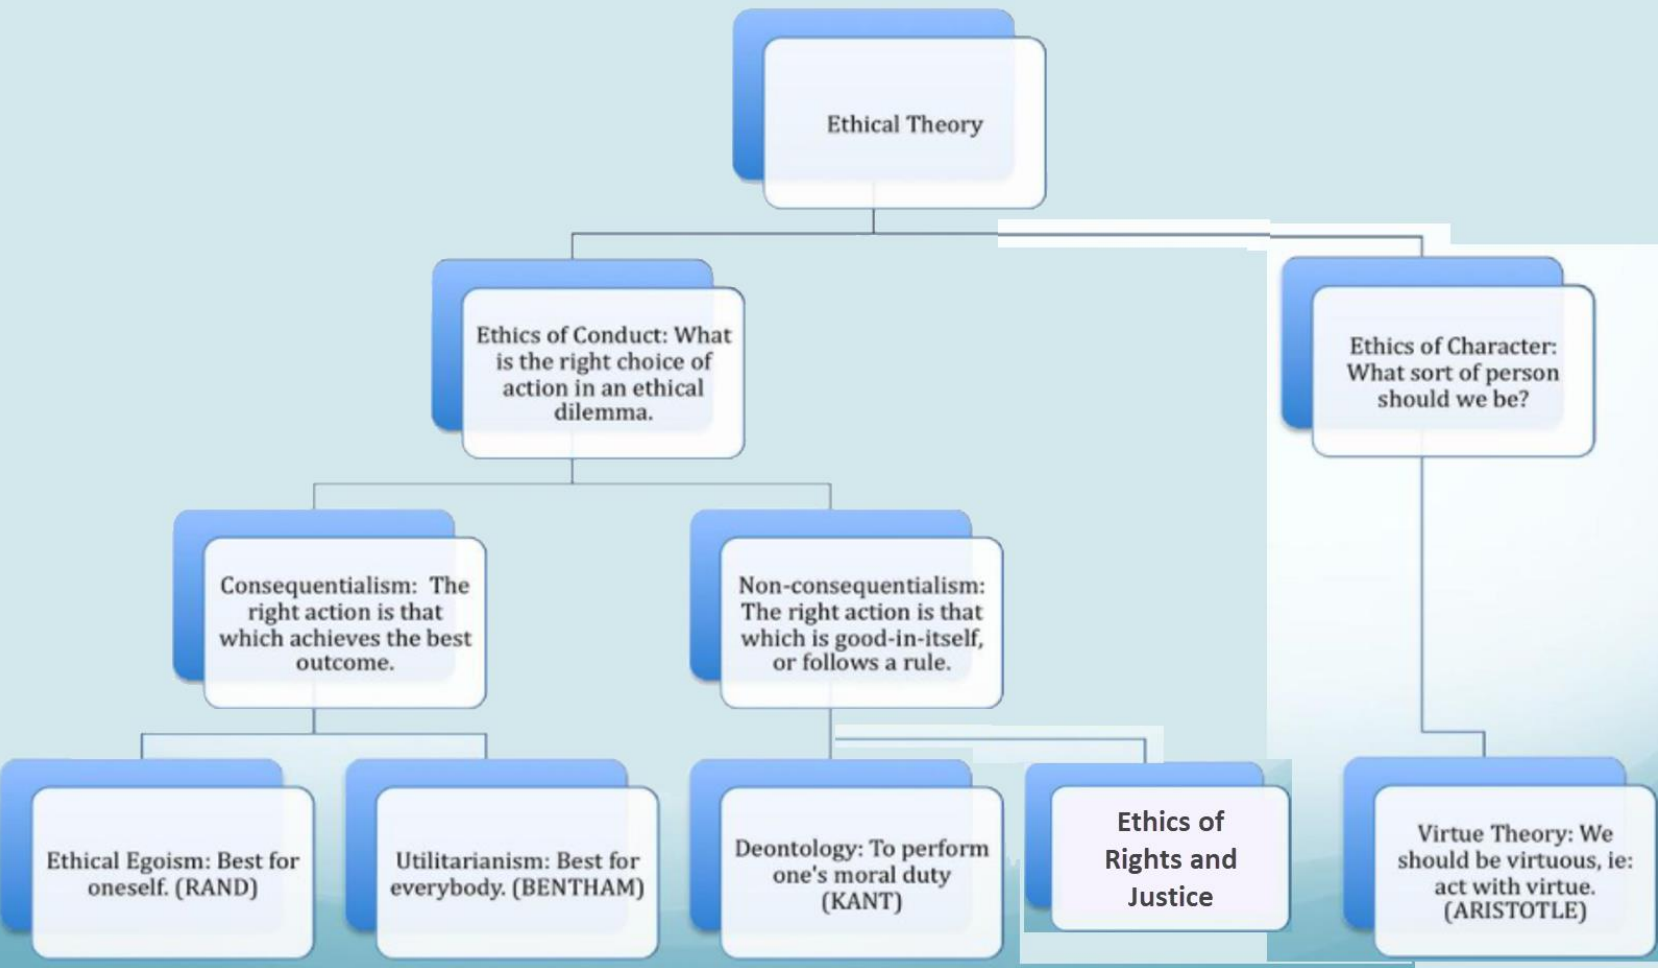 Ethical Theory
Ethics of Conduct: What
is the right choice of
action in an ethical
dilemma.
Ethics of Character:
What sort of person
should we be?
Consequentialism: The
right action is that
which achieves the best
outcome.
Non-consequentialism:
The right action is that
which is good-in-itself,
or follows a rule.
Ethical Egoism: Best for
oneself. (RAND)
Utilitarianism: Best for
everybody. (BENTHAM)
Deontology: To perform
one's moral duty
(KANT)
Ethics of
Rights and
Justice
Virtue Theory: We
should be virtuous, ie:
act with virtue.
(ARISTOTLE)